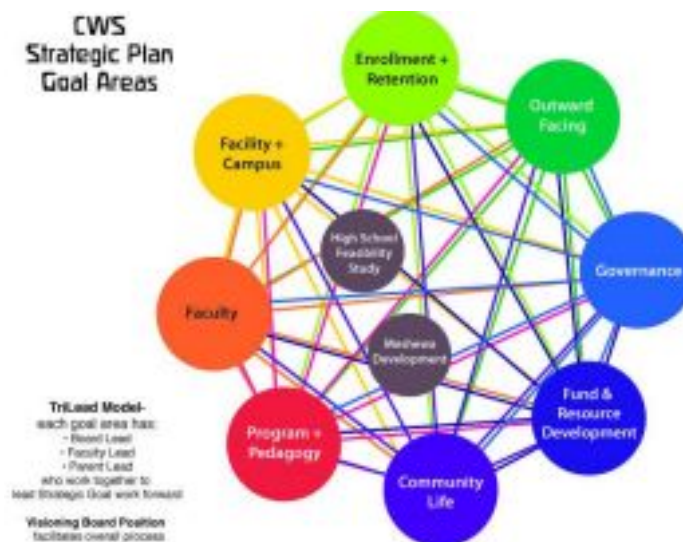 CWS
Strategic Plan
Goal Areas
Enrollment +
Retention
Outward
Facing
Facility +
Campus
High School
Feasibility
Study
Governance
Faculty
Development
Fund &
Resource
Development
Program +
Pedagogy
Community
Life
TriLead Model-
each goal area has:
• Board Lead
• Faculty Lead
• Parent Lead
who work together to
lead Strategic Goal work forward
Visioning Board Position
facilitates overall process